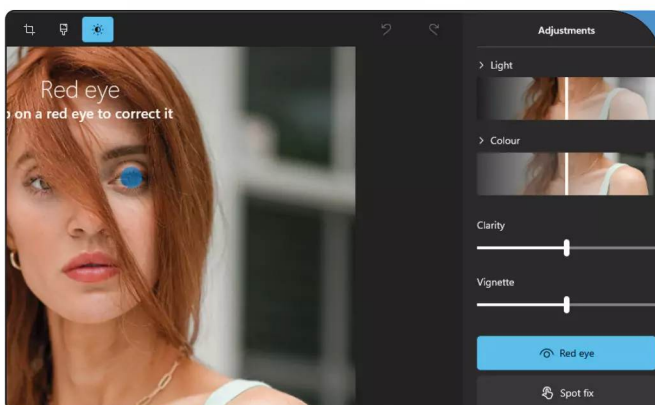 Adjustments
Light
Red eye
on a red eye to correct it
Colour
Clarity
Vignette
Red eye
Spot fix